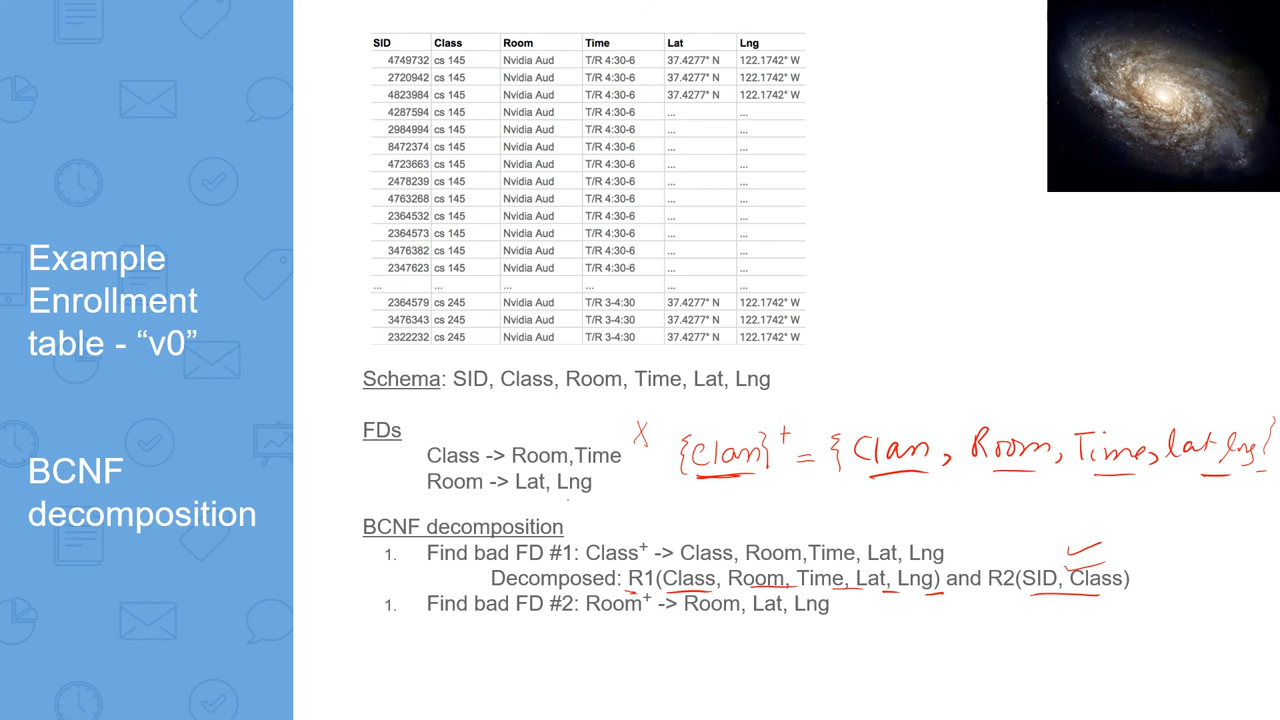 Example
Enrollment
table - “v0”
BCNF
decomposition
SID Class Room Time Lat Lng
4749732 cs 145 Nvidia Aud T/R 4:30-6 37.4277° N 122.1742° W
2720942 cs 145 Nvidia Aud T/R 4:30-6 37.4277° N 122.1742° W
4823984 cs 145 Nvidia Aud T/R 4:30-6 37.4277° N 122.1742° W
4287594 cs 145 Nvidia Aud T/R 4:30-6 ... ...
2984994 cs 145 Nvidia Aud T/R 4:30-6 ... ...
8472374 cs 145 Nvidia Aud T/R 4:30-6 ... ...
4723663 cs 145 Nvidia Aud T/R 4:30-6 ... ...
2478239 cs 145 Nvidia Aud T/R 4:30-6 ... ...
4763268 cs 145 Nvidia Aud T/R 4:30-6 ... ...
2364532 cs 145 Nvidia Aud T/R 4:30-6 ... ...
2364573 cs 145 Nvidia Aud T/R 4:30-6 ... ...
3476382 cs 145 Nvidia Aud T/R 4:30-6 ... ...
2347623 cs 145 Nvidia Aud T/R 4:30-6 ... ...
... ... ... ... ... ...
2364579 cs 245 Nvidia Aud T/R 3-4:30 37.4277° N 122.1742° W
3476343 cs 245 Nvidia Aud T/R 3-4:30 37.4277° N 122.1742° W
2322232 cs 245 Nvidia Aud T/R 3-4:30 37.4277° N 122.1742° W
Schema: SID, Class, Room, Time, Lat, Lng
FDs
Class -> Room,Time X {Class}+ = {Class, Room, Time, lat lng}
Room -> Lat, Lng
BCNF decomposition
1. Find bad FD #1: Class+ -> Class, Room,Time, Lat, Lng
Decomposed: R1(Class, Room, Time, Lat, Lng) and R2(SID, Class)
1. Find bad FD #2: Room+ -> Room, Lat, Lng